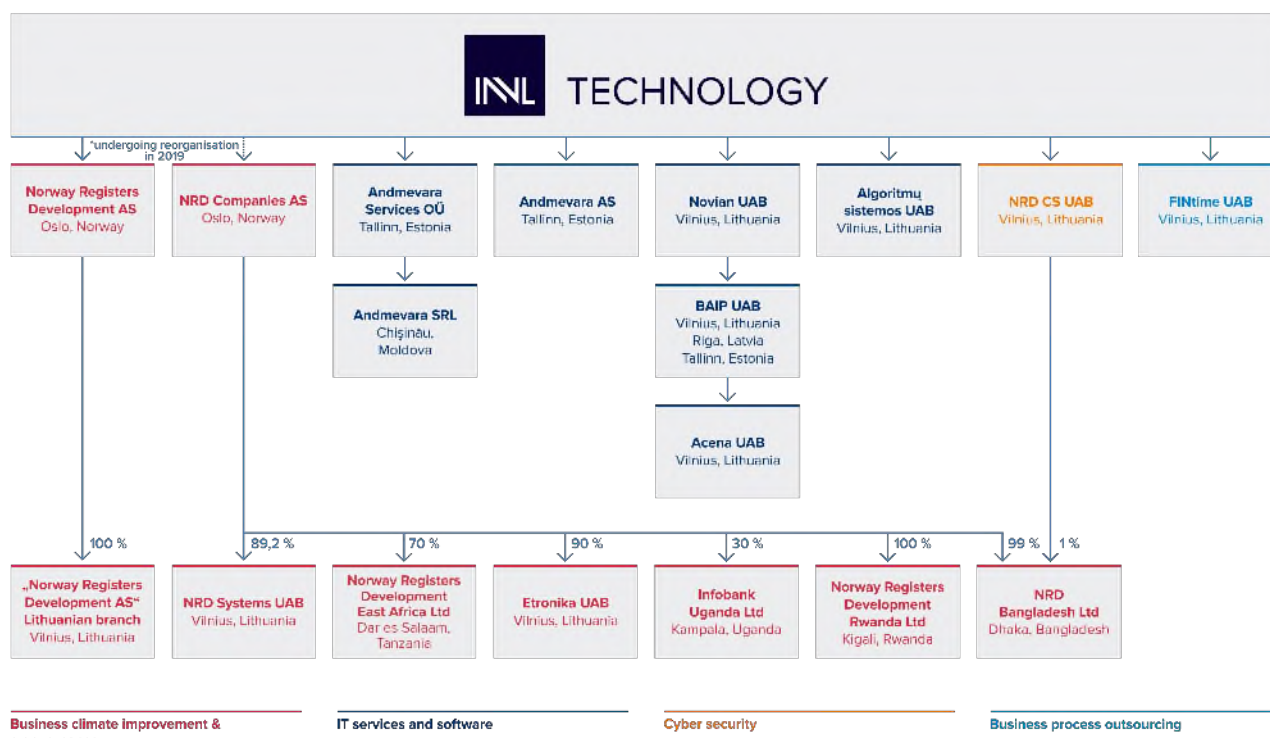 INVL TECHNOLOGY
*undergoing reorganisation
in 2019
Norway Registers
Development AS
Oslo, Norway
NRD Companies AS
Oslo, Norway
Andmevara
Services OÜ
Tallinn, Estonia
Andmevara AS
Tallinn, Estonia
Novian UAB
Vilnius, Lithuania
Algoritmų
sistemos UAB
Vilnius, Lithuania
NRD CS UAB
Vilnius, Lithuania
FINtime UAB
Vilnius, Lithuania
Andmevara SRL
Chişinău,
Moldova
BAIP UAB
Vilnius, Lithuania
Riga, Latvia
Tallinn, Estonia
Acena UAB
Vilnius, Lithuania
100 %
89,2 %
70 %
90 %
30 %
100 %
99 %
1 %
„Norway Registers
Development AS“
Lithuanian branch
Vilnius, Lithuania
NRD Systems UAB
Vilnius, Lithuania
Norway Registers
Development
East Africa Ltd
Dar es Salaam,
Tanzania
Etronika UAB
Vilnius, Lithuania
Infobank
Uganda Ltd
Kampala, Uganda
Norway Registers
Development
Rwanda Ltd
Kigali, Rwanda
NRD
Bangladesh Ltd
Dhaka, Bangladesh
Business climate improvement &
IT services and software
Cyber security
Business process outsourcing